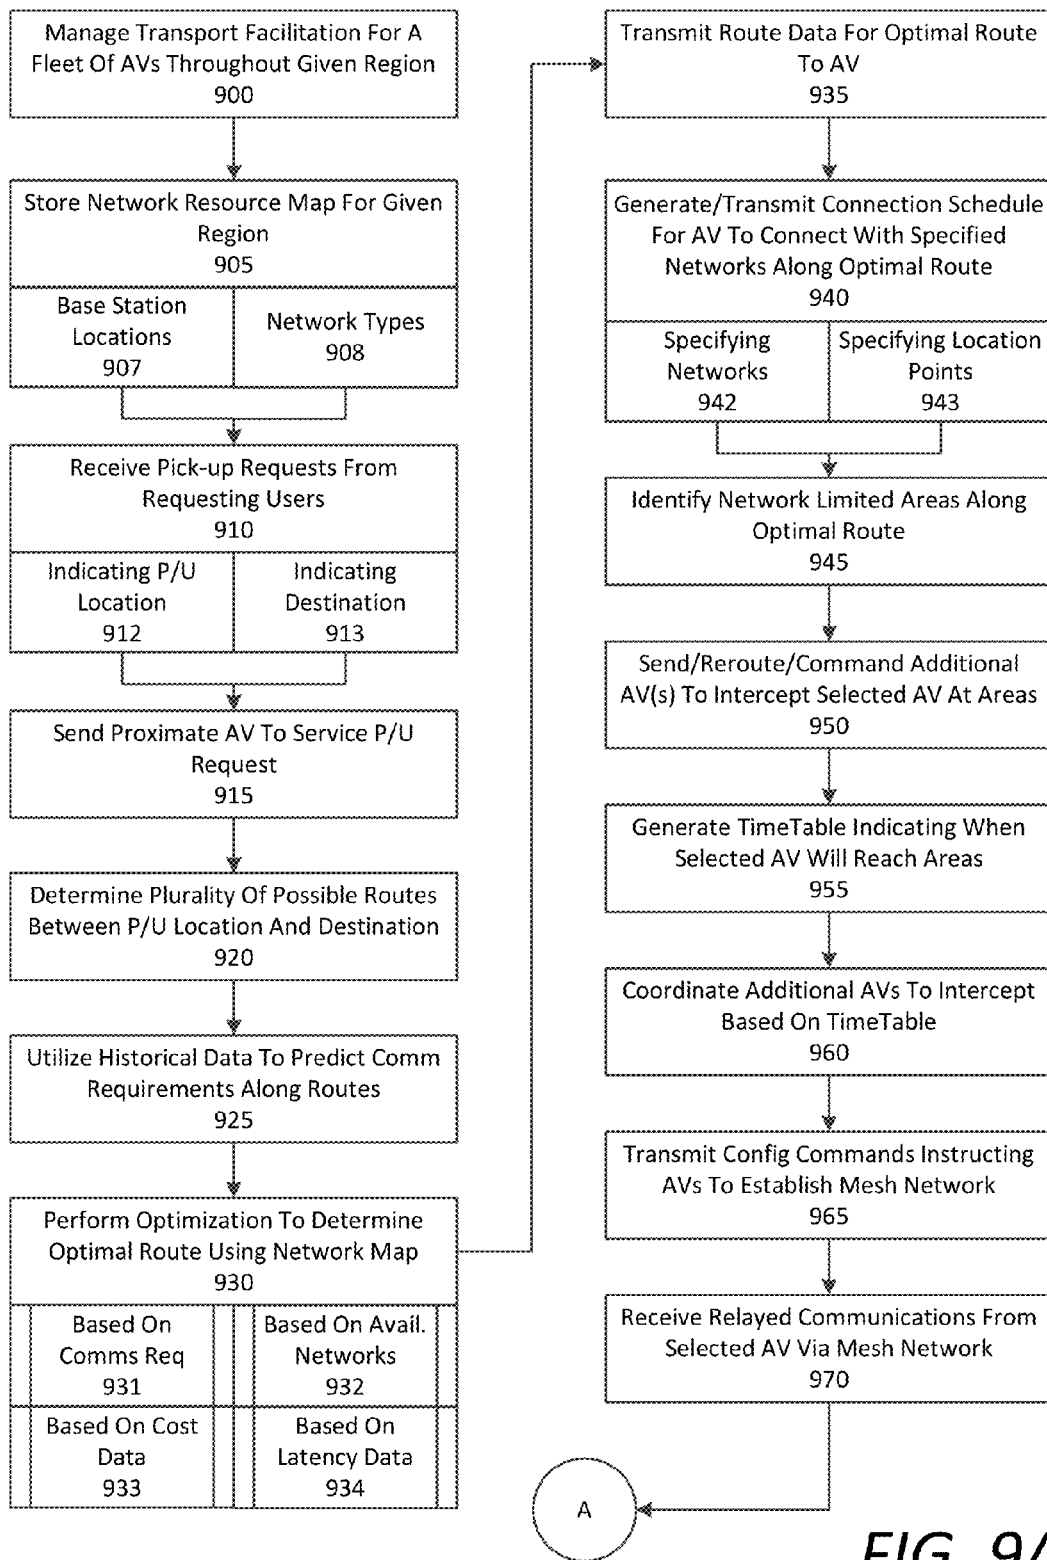 Manage Transport Facilitation For A
Fleet Of AVs Throughout Given Region
900
Store Network Resource Map For Given
Region
905
Base Station
Locations
907
Network Types
908
Receive Pick-up Requests From
Requesting Users
910
Indicating P/U
Location
912
Indicating
Destination
913
Send Proximate AV To Service P/U
Request
915
Determine Plurality Of Possible Routes
Between P/U Location And Destination
920
Utilize Historical Data To Predict Comm
Requirements Along Routes
925
Perform Optimization To Determine
Optimal Route Using Network Map
930
Based On
Comms Req
931
Based On Avail.
Networks
932
Based On Cost
Data
933
Based On
Latency Data
934
Transmit Route Data For Optimal Route
To AV
935
Generate/Transmit Connection Schedule
For AV To Connect With Specified
Networks Along Optimal Route
940
Specifying
Networks
942
Specifying Location
Points
943
Identify Network Limited Areas Along
Optimal Route
945
Send/Reroute/Command Additional
AV(s) To Intercept Selected AV At Areas
950
Generate TimeTable Indicating When
Selected AV Will Reach Areas
955
Coordinate Additional AVs To Intercept
Based On TimeTable
960
Transmit Config Commands Instructing
AVs To Establish Mesh Network
965
Receive Relayed Communications From
Selected AV Via Mesh Network
970
A
FIG. 9A